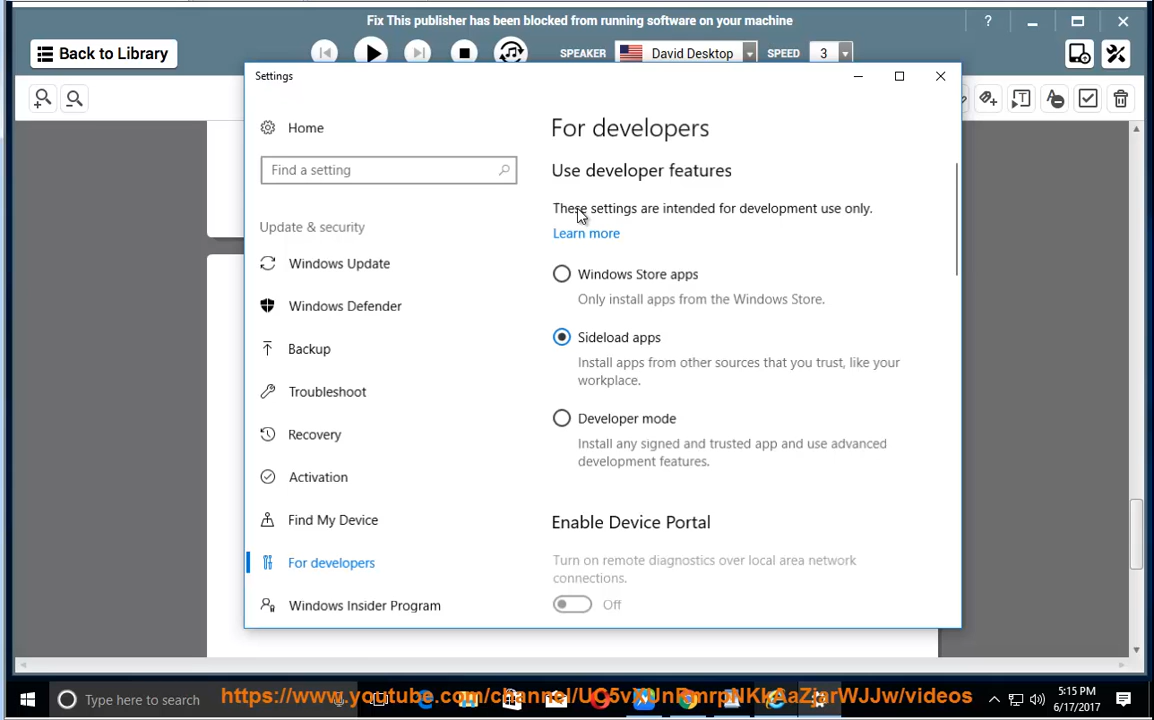 Fix This publisher has been blocked from running software on your machine
Back to Library
SPEAKER
David Desktop
SPEED
3
Settings
Home
Find a setting
Update & security
Windows Update
Windows Defender
Backup
Troubleshoot
Recovery
Activation
Find My Device
For developers
Windows Insider Program
For developers
Use developer features
These settings are intended for development use only.
Learn more
Windows Store apps
Only install apps from the Windows Store.
Sideload apps
Install apps from other sources that you trust, like your
workplace.
Developer mode
Install any signed and trusted app and use advanced
development features.
Enable Device Portal
Turn on remote diagnostics over local area network
connections.
Off
Type here to search
5:15 PM
6/17/2017